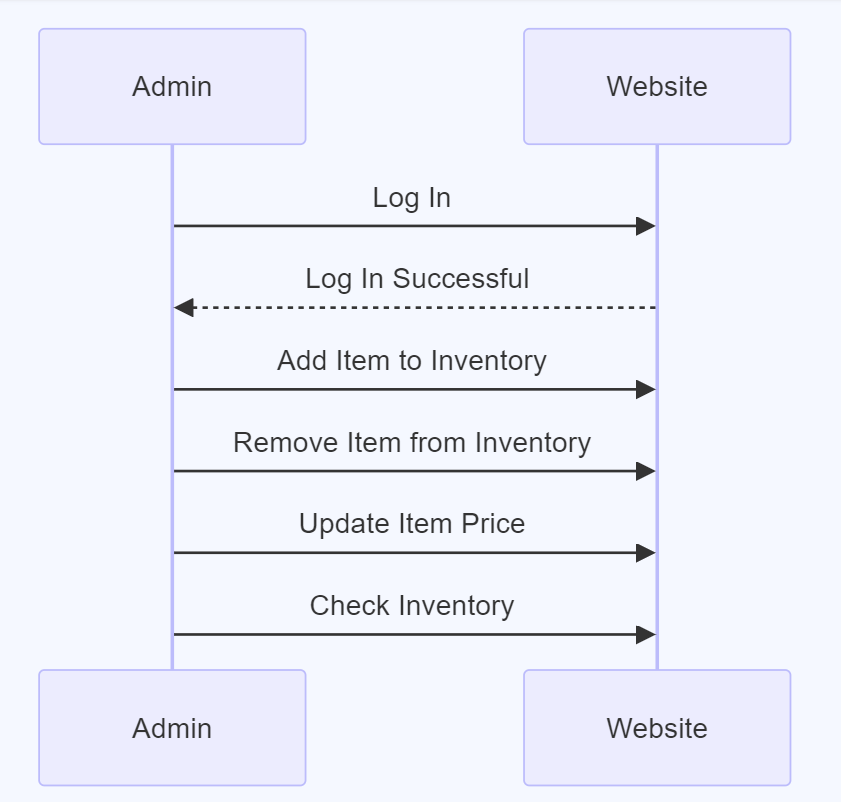 Admin
Website
Log In
Log In Successful
Add Item to Inventory
Remove Item from Inventory
Update Item Price
Check Inventory
Admin
Website